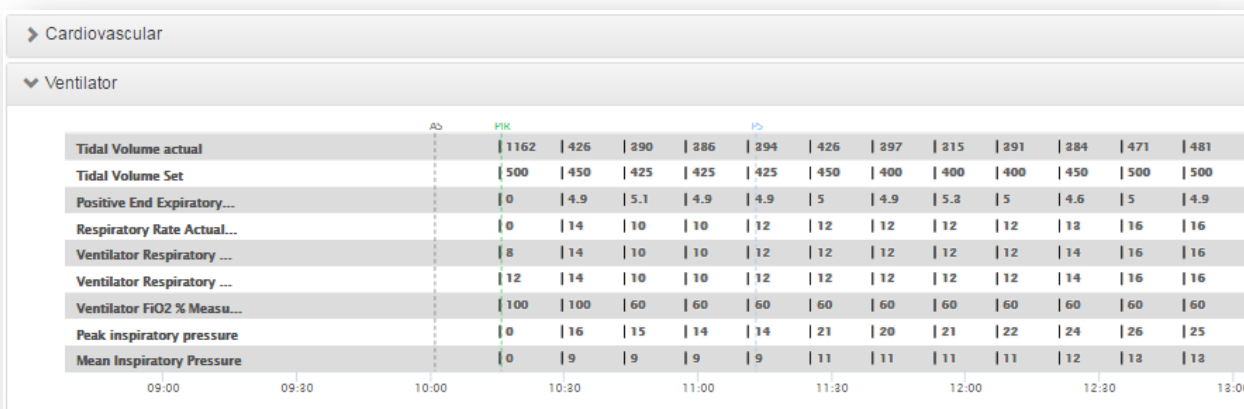 Cardiovascular
Ventilator
AS PIR PS
Tidal Volume actual 1162 426 390 386 394 426 397 315 391 384 471 481
Tidal Volume Set 500 450 425 425 425 450 400 400 400 450 500 500
Positive End Expiratory... 0 4.9 5.1 4.9 4.9 5 4.9 5.3 5 4.6 5 4.9
Respiratory Rate Actual... 0 14 10 10 12 12 12 12 12 13 16 16
Ventilator Respiratory ... 8 14 10 10 12 12 12 12 12 14 16 16
Ventilator Respiratory ... 12 14 10 10 12 12 12 12 12 14 16 16
Ventilator FiO2 % Measu... 100 100 60 60 60 60 60 60 60 60 60 60
Peak inspiratory pressure 0 16 15 14 14 21 20 21 22 24 26 25
Mean Inspiratory Pressure 0 9 9 9 9 11 11 11 11 12 13 13
09:00 09:30 10:00 10:30 11:00 11:30 12:00 12:30 13:00